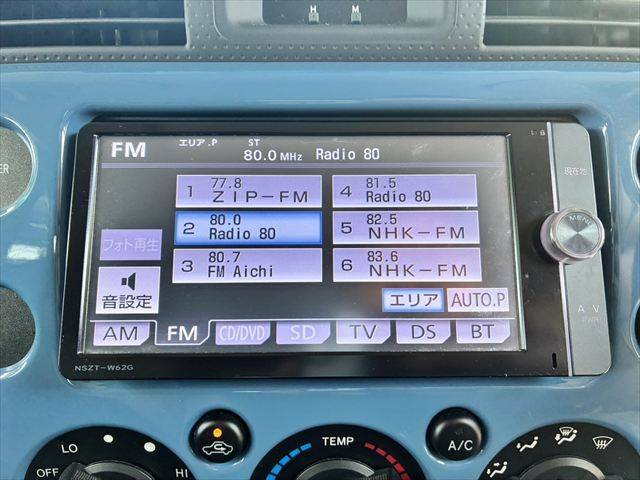 H M
FM エリア.P ST
80.0 MHz Radio 80
1 77.8 ZIP-FM
2 80.0 Radio 80
3 80.7 FM Aichi
4 81.5 Radio 80
5 82.5 NHK-FM
6 83.6 NHK-FM
フォト再生
音設定
エリア AUTO.P
AM FM CD/DVD SD TV DS BT
NSZT-W62G
現在地
MENU
∧ ∨
LO
OFF HI
TEMP
A/C